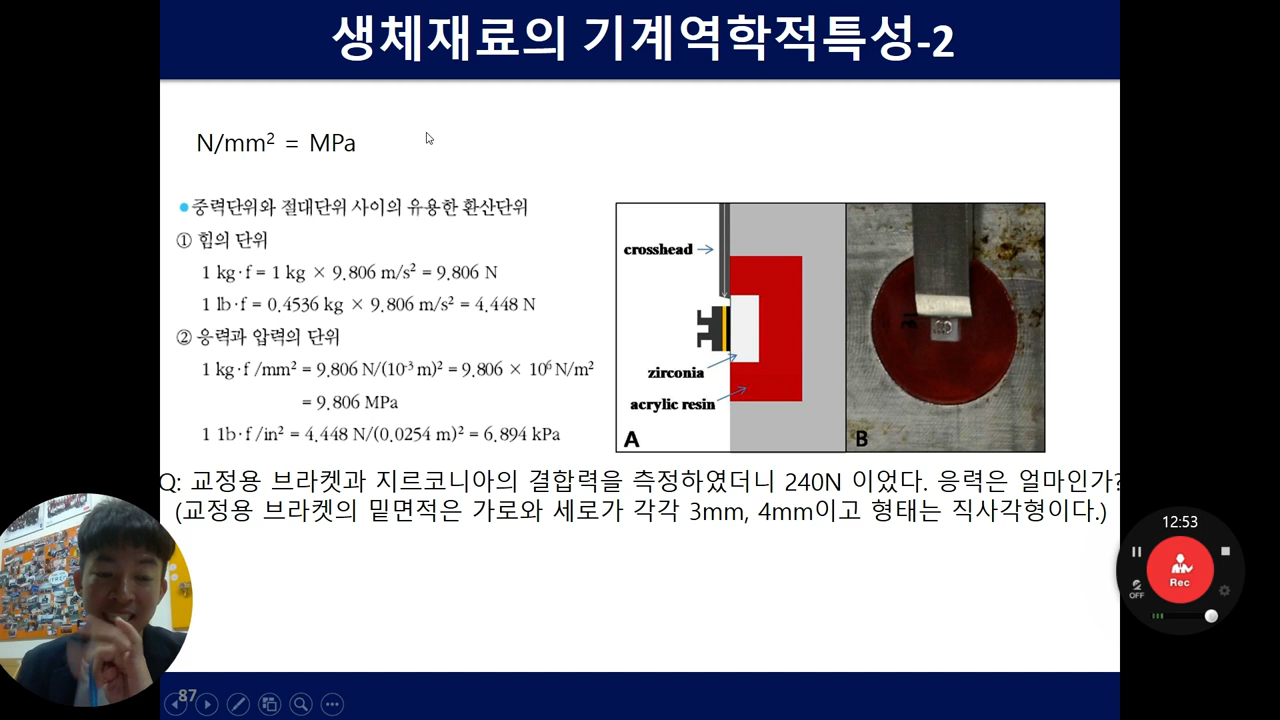 생체재료의 기계역학적특성-2
N/mm² = MPa
●중력단위와 절대단위 사이의 유용한 환산단위
① 힘의 단위
1 kg·f = 1 kg × 9.806 m/s² = 9.806 N
1 lb·f = 0.4536 kg × 9.806 m/s² = 4.448 N
② 응력과 압력의 단위
1 kg·f /mm² = 9.806 N/(10⁻³ m)² = 9.806 × 10⁶ N/m²
= 9.806 MPa
1 1b·f /in² = 4.448 N/(0.0254 m)² = 6.894 kPa
crosshead
zirconia
acrylic resin
A
B
Q: 교정용 브라켓과 지르코니아의 결합력을 측정하였더니 240N 이었다. 응력은 얼마인가?
(교정용 브라켓의 밑면적은 가로와 세로가 각각 3mm, 4mm이고 형태는 직사각형이다.)
12:53
Rec
OFF
87